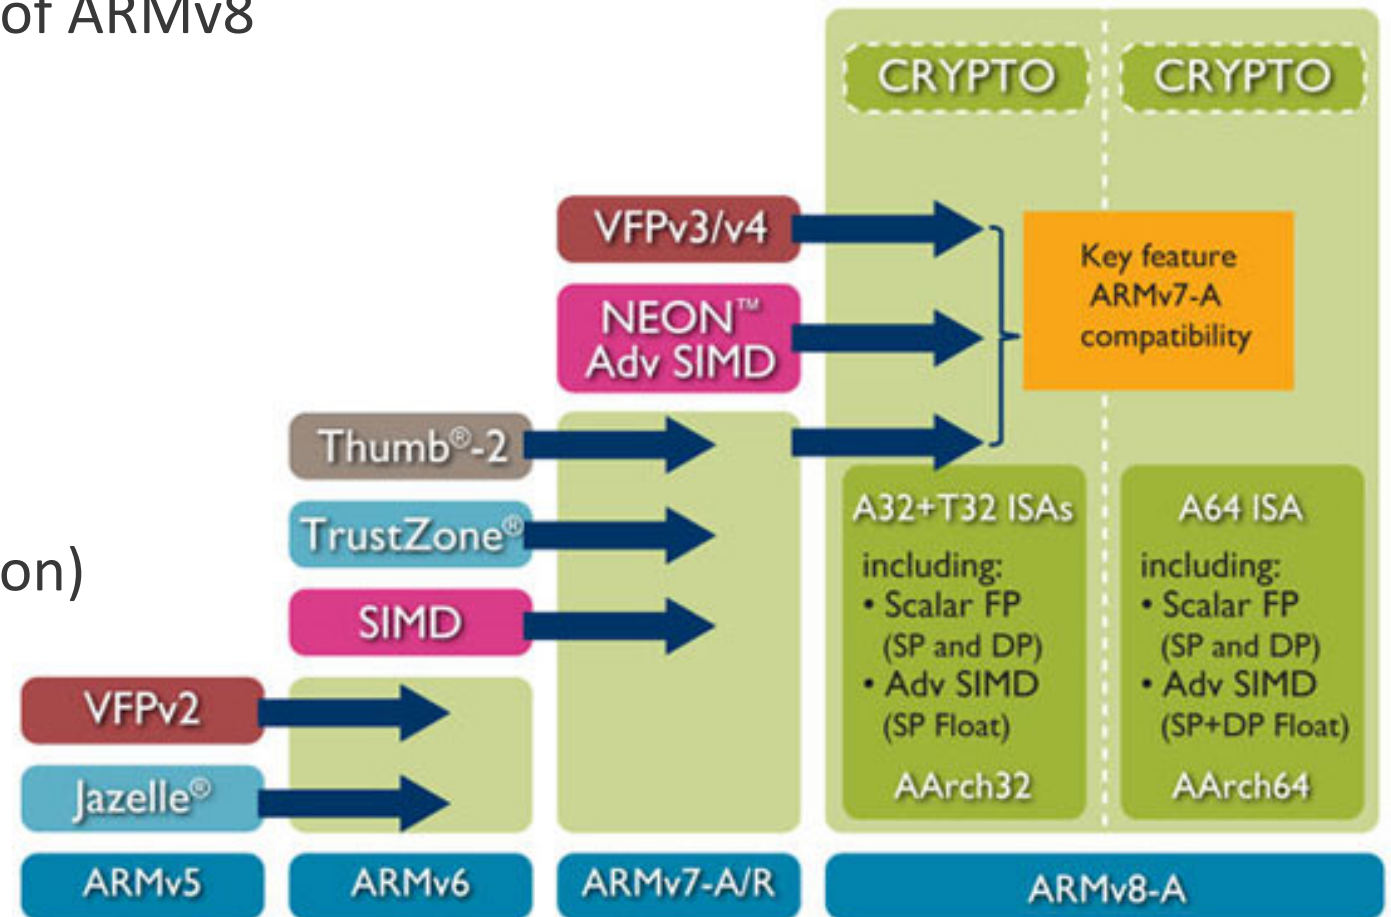 of ARMv8
CRYPTO
CRYPTO
VFPv3/v4
Key feature
ARMv7-A
compatibility
NEON™
Adv SIMD
Thumb®-2
A32+T32 ISAs
including:
• Scalar FP
(SP and DP)
• Adv SIMD
(SP Float)
AArch32
A64 ISA
including:
• Scalar FP
(SP and DP)
• Adv SIMD
(SP+DP Float)
AArch64
TrustZone®
on)
SIMD
VFPv2
Jazelle®
ARMv5
ARMv6
ARMv7-A/R
ARMv8-A